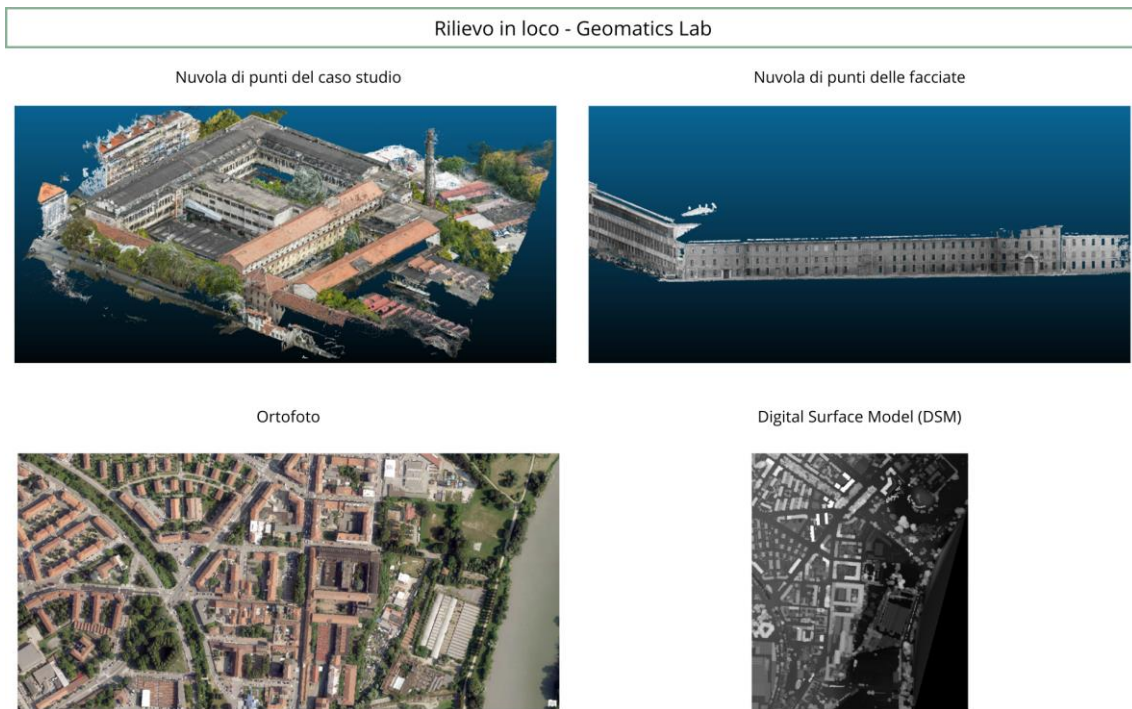 Rilievo in loco - Geomatics Lab
Nuvola di punti del caso studio
Nuvola di punti delle facciate
Ortofoto
Digital Surface Model (DSM)